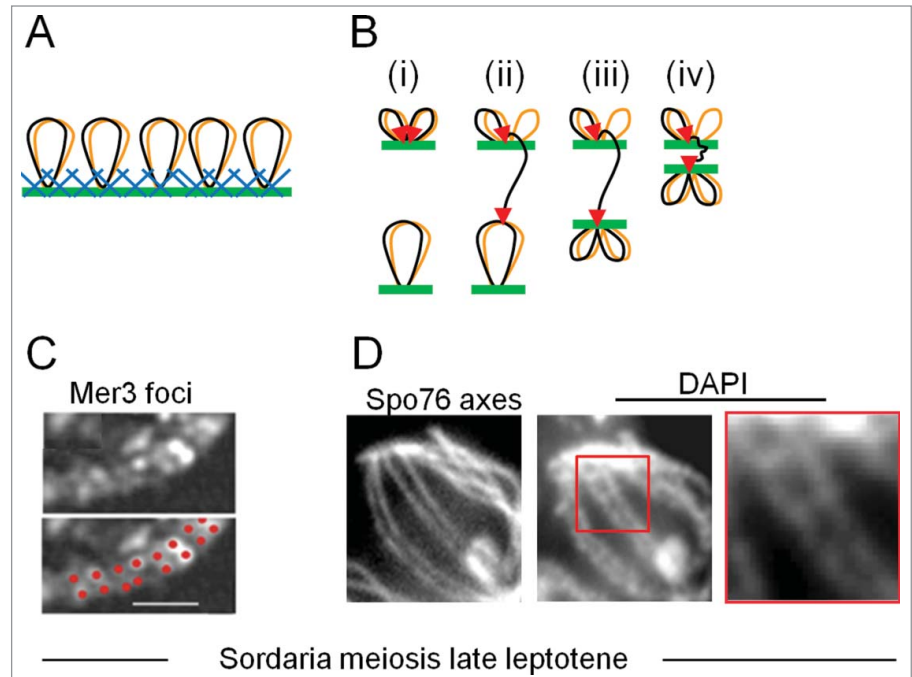 A
B
(i) (ii) (iii) (iv)
C
D
Mer3 foci
Spo76 axes
DAPI
Sordaria meiosis late leptotene